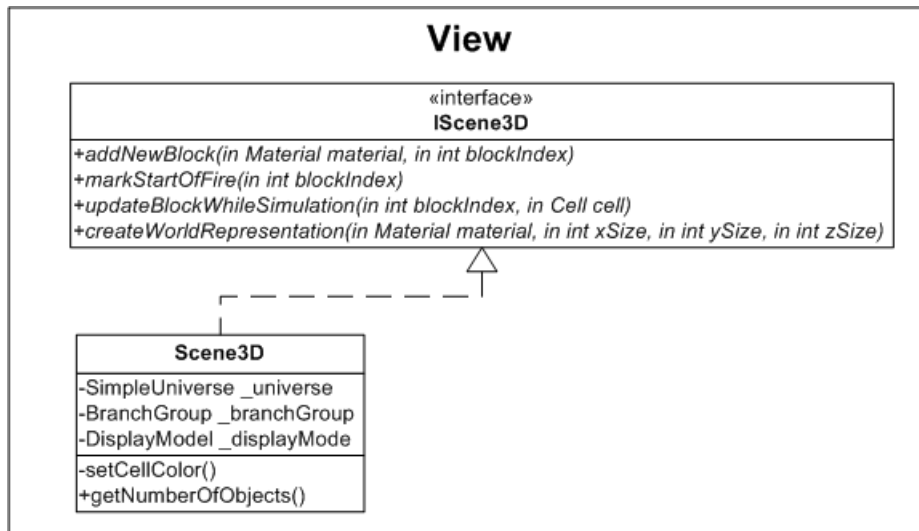 View
«interface»
IScene3D
+addNewBlock(in Material material, in int blockIndex)
+markStartOfFire(in int blockIndex)
+updateBlockWhileSimulation(in int blockIndex, in Cell cell)
+createWorldRepresentation(in Material material, in int xSize, in int ySize, in int zSize)
Scene3D
-SimpleUniverse _universe
-BranchGroup _branchGroup
-DisplayModel _displayMode
-setCellColor()
+getNumberOfObjects()